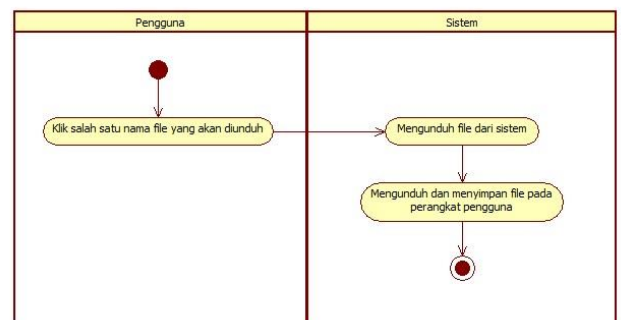 Pengguna
Sistem
Klik salah satu nama file yang akan diunduh
Mengunduh file dari sistem
Mengunduh dan menyimpan file pada
perangkat pengguna